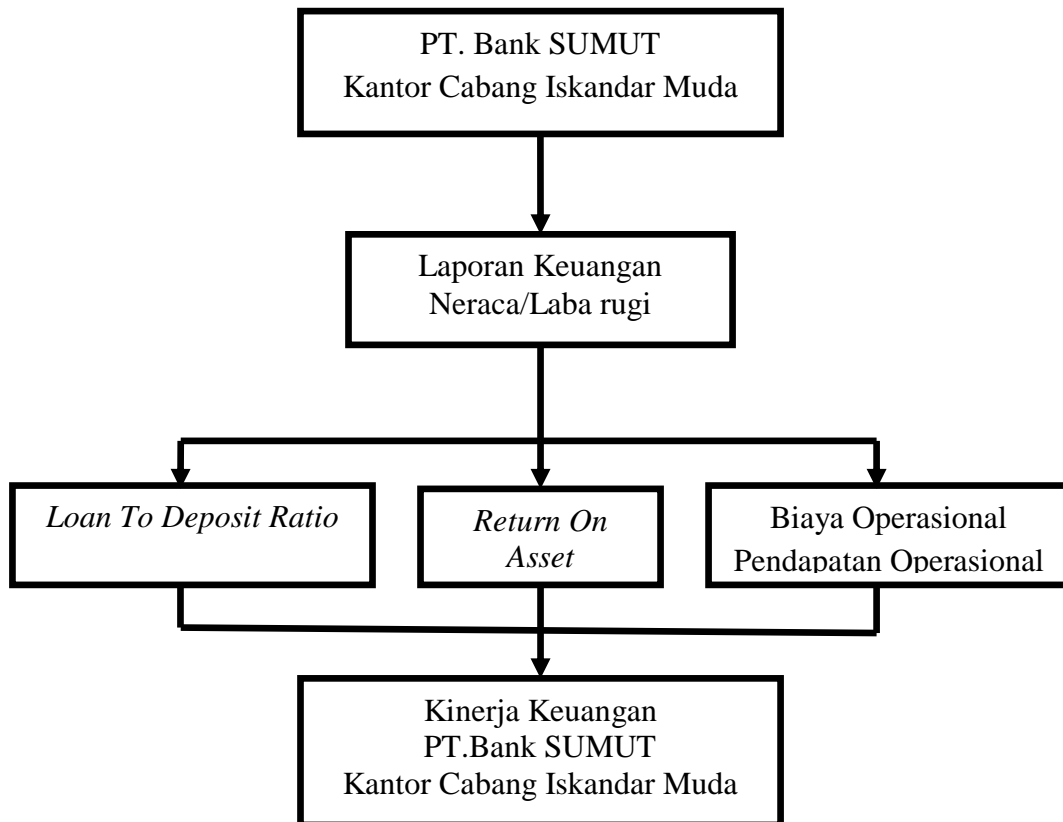 PT. Bank SUMUT
Kantor Cabang Iskandar Muda
Laporan Keuangan
Neraca/Laba rugi
Loan To Deposit Ratio
Return On
Asset
Biaya Operasional
Pendapatan Operasional
Kinerja Keuangan
PT.Bank SUMUT
Kantor Cabang Iskandar Muda